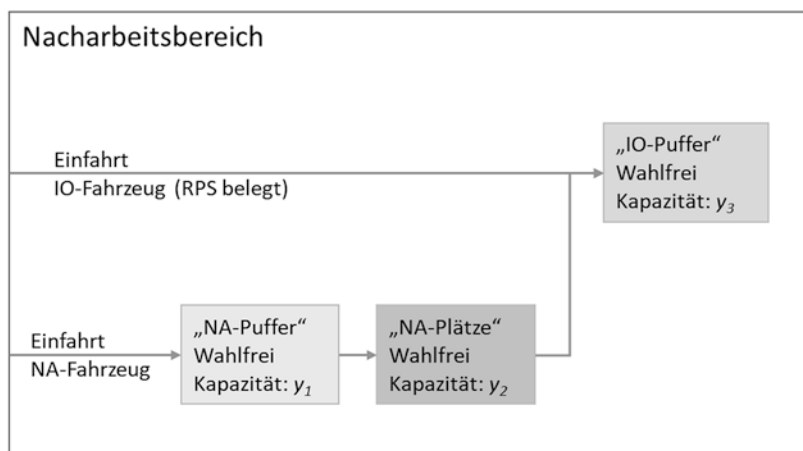 Nacharbeitsbereich
„IO-Puffer“
Wahlfrei
Kapazität: y3
Einfahrt
IO-Fahrzeug (RPS belegt)
Einfahrt
NA-Fahrzeug
„NA-Puffer“
Wahlfrei
Kapazität: y1
„NA-Plätze“
Wahlfrei
Kapazität: y2